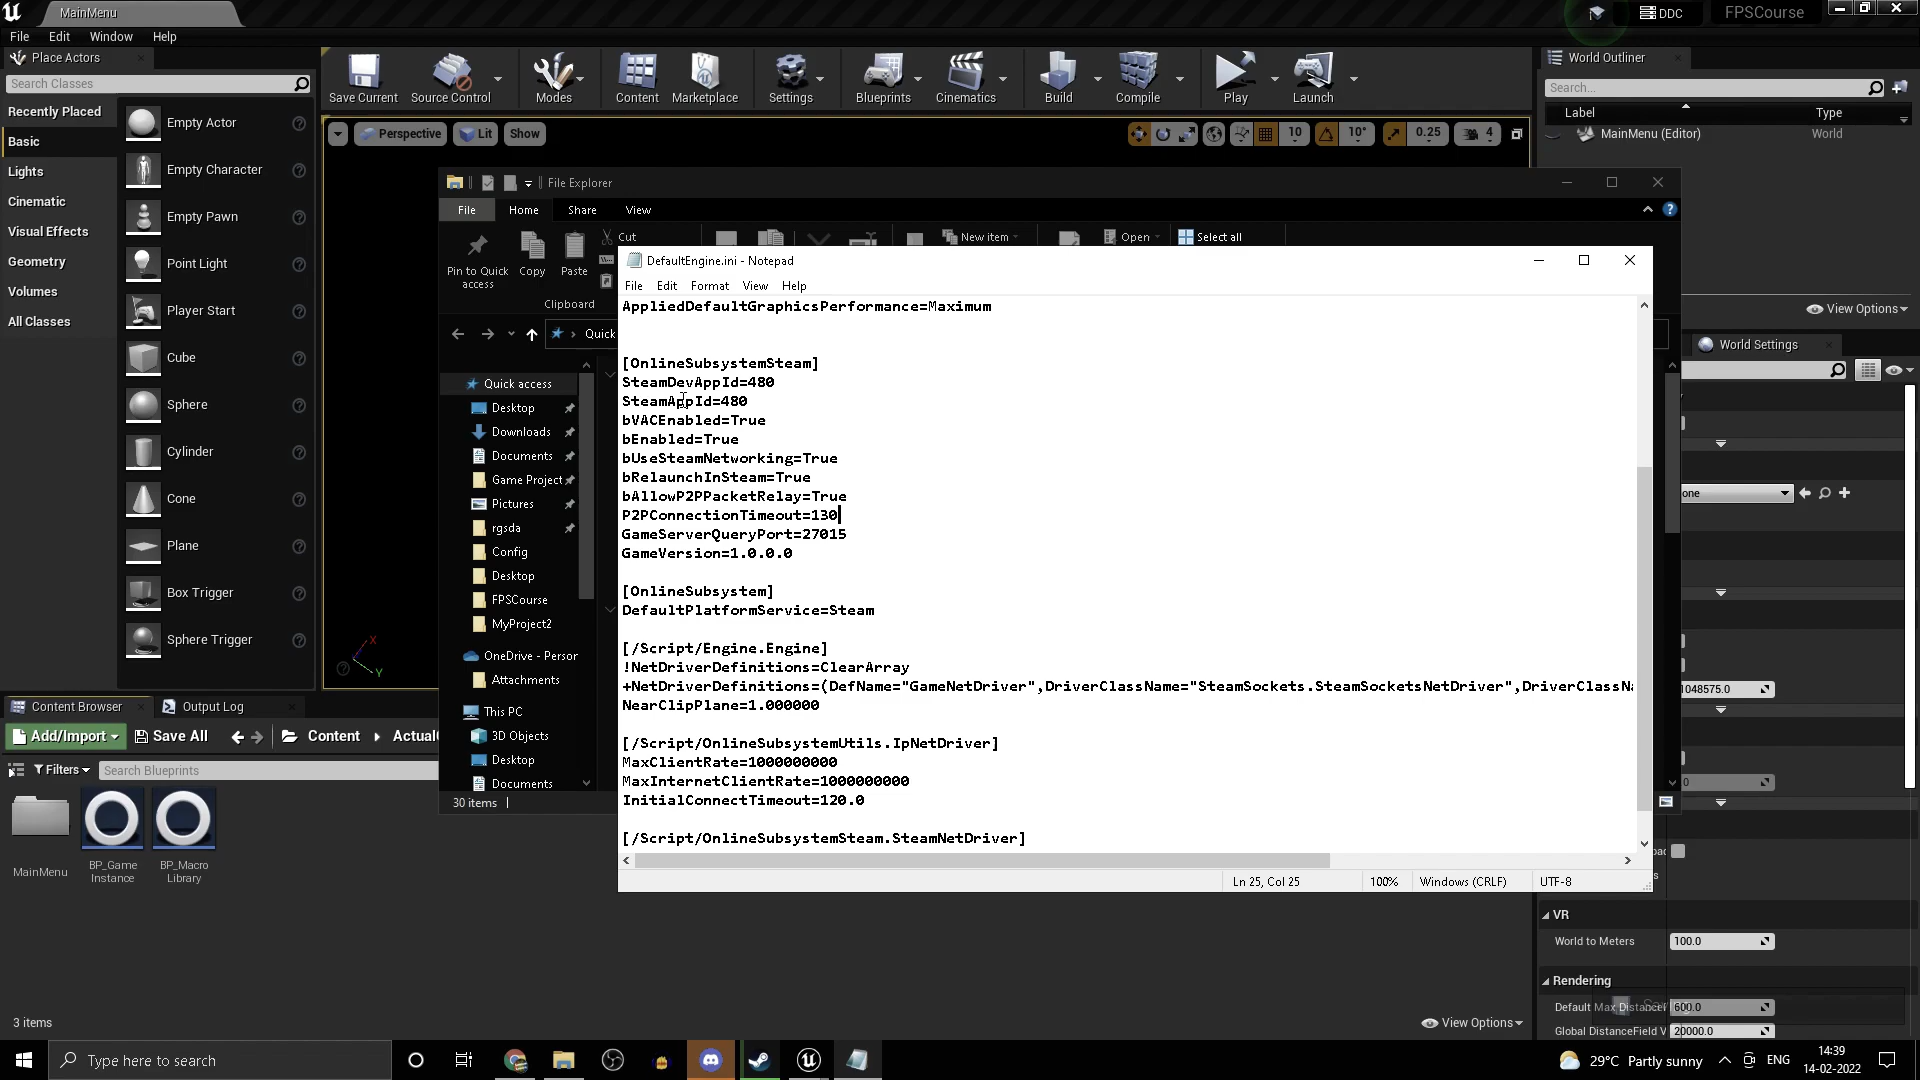 MainMenu
DDC
FPSCourse
File Edit Window Help
Place Actors
Search Classes
Recently Placed
Basic
Lights
Cinematic
Visual Effects
Geometry
Volumes
All Classes
Empty Actor
Empty Character
Empty Pawn
Point Light
Player Start
Cube
Sphere
Cylinder
Cone
Plane
Box Trigger
Sphere Trigger
Save Current
Source Control
Modes
Content
Marketplace
Settings
Blueprints
Cinematics
Build
Compile
Play
Launch
Perspective
Lit
Show
10
10°
0.25
4
X
Y
World Outliner
Search...
Label Type
MainMenu (Editor) World
View Options
World Settings
File Explorer
File Home Share View
Pin to Quick access
Copy
Paste
Cut
Clipboard
New item
Open
Select all
Quick
Quick access
Desktop
Downloads
Documents
Game Project
Pictures
rgsda
Config
Desktop
FPSCourse
MyProject2
OneDrive - Person
Attachments
This PC
3D Objects
Desktop
Documents
30 items
DefaultEngine.ini - Notepad
File Edit Format View Help
AppliedDefaultGraphicsPerformance=Maximum
[OnlineSubsystemSteam]
SteamDevAppId=480
SteamAppId=480
bVACEnabled=True
bEnabled=True
bUseSteamNetworking=True
bRelaunchInSteam=True
bAllowP2PPacketRelay=True
P2PConnectionTimeout=130
GameServerQueryPort=27015
GameVersion=1.0.0.0
[OnlineSubsystem]
DefaultPlatformService=Steam
[/Script/Engine.Engine]
!NetDriverDefinitions=ClearArray
+NetDriverDefinitions=(DefName="GameNetDriver",DriverClassName="SteamSockets.SteamSocketsNetDriver",DriverClassNa
NearClipPlane=1.000000
[/Script/OnlineSubsystemUtils.IpNetDriver]
MaxClientRate=1000000000
MaxInternetClientRate=1000000000
InitialConnectTimeout=120.0
[/Script/OnlineSubsystemSteam.SteamNetDriver]
Ln 25, Col 25
100%
Windows (CRLF)
UTF-8
one
1048575.0
VR
World to Meters 100.0
Rendering
Default Max DistanceF 600.0
Global DistanceField V 20000.0
Content Browser
Output Log
Add/Import
Save All
Content
Actual
Filters
Search Blueprints
MainMenu
BP_Game Instance
BP_Macro Library
3 items
View Options
Type here to search
29°C Partly sunny
ENG
14:39
14-02-2022